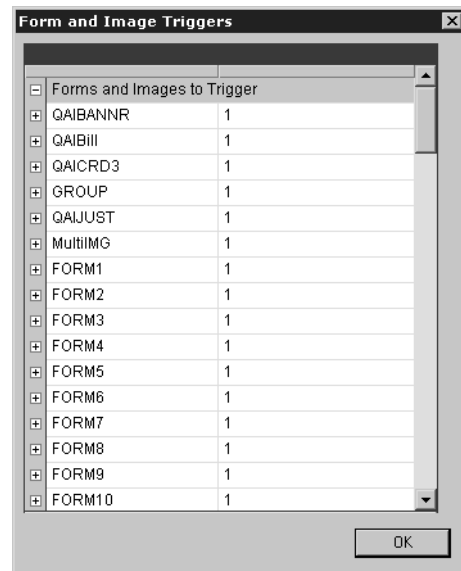 Form and Image Triggers
Forms and Images to Trigger
QAIBANNR 1
QAIBill 1
QAICRD3 1
GROUP 1
QAIJUST 1
MultiIMG 1
FORM1 1
FORM2 1
FORM3 1
FORM4 1
FORM5 1
FORM6 1
FORM7 1
FORM8 1
FORM9 1
FORM10 1
OK